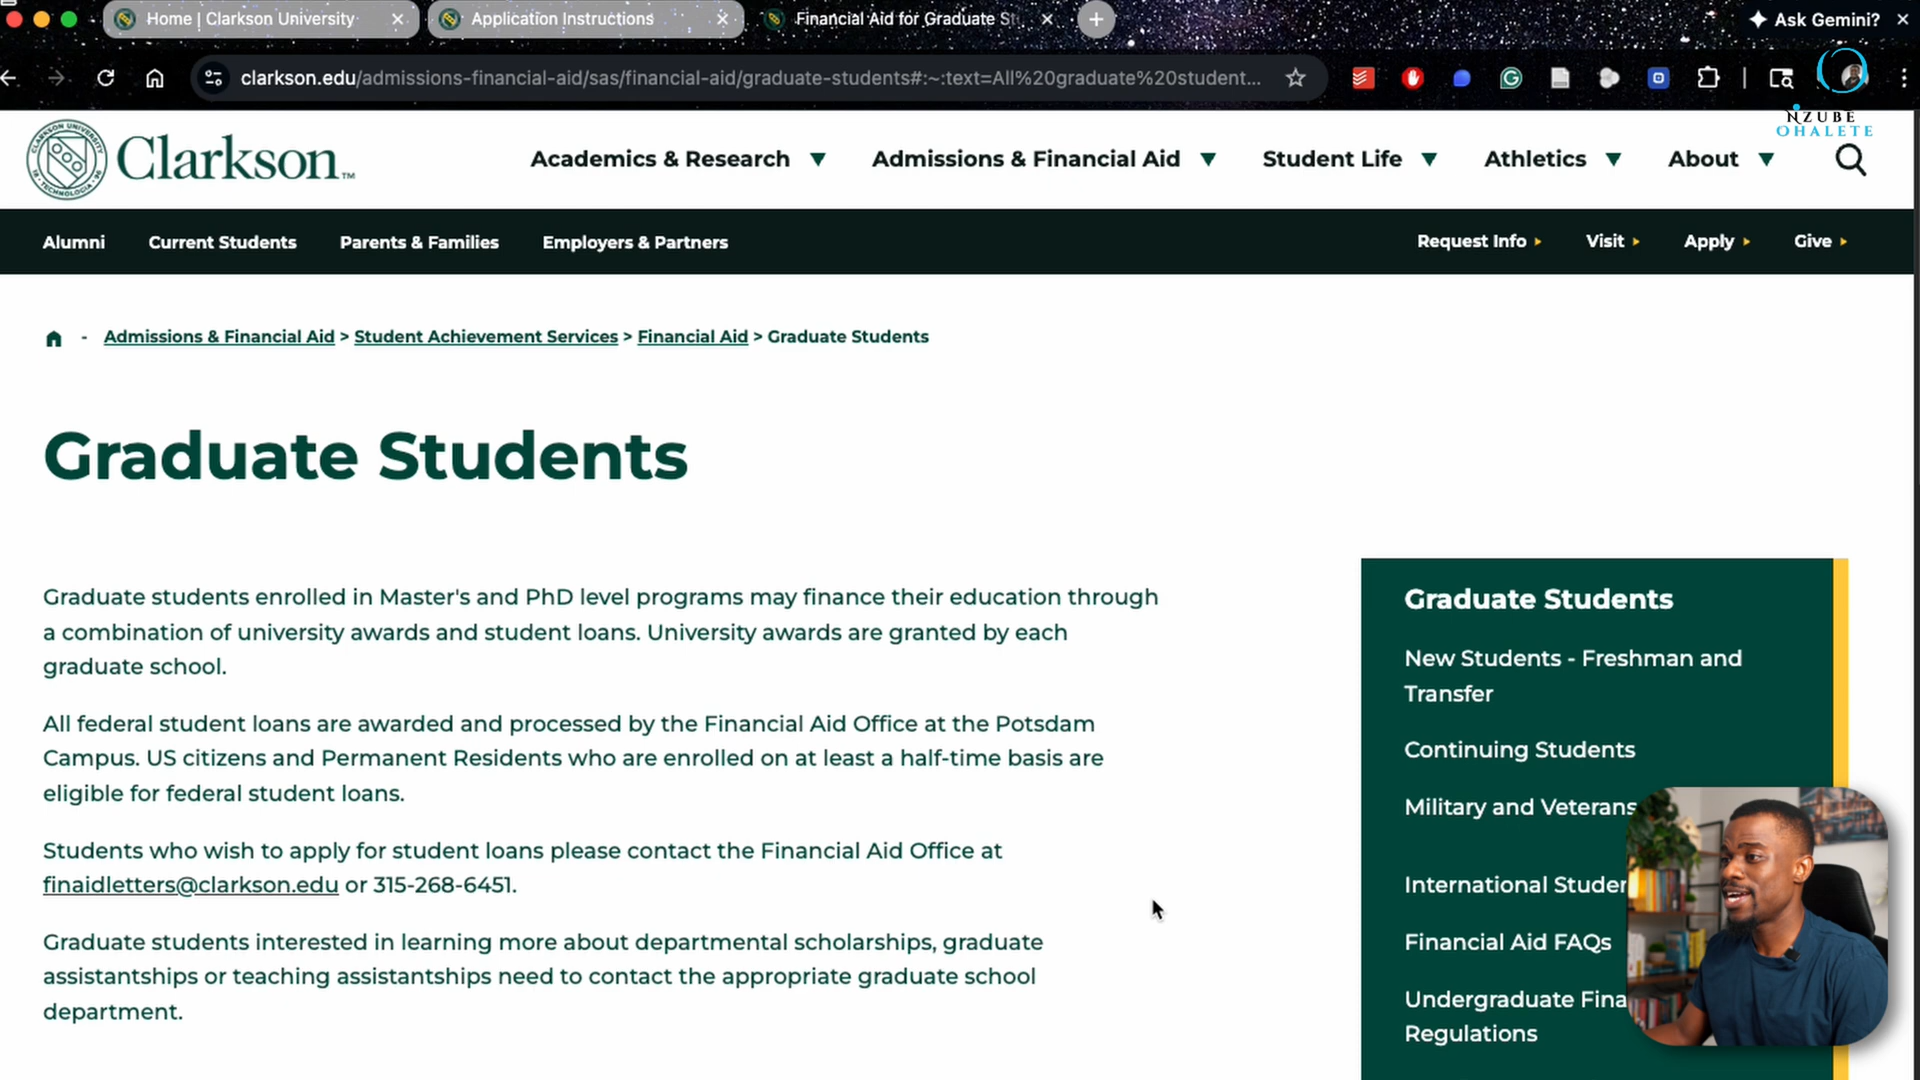 Home | Clarkson University
Application Instructions
Financial Aid for Graduate St
Ask Gemini?
clarkson.edu/admissions-financial-aid/sas/financial-aid/graduate-students#:~:text=All%20graduate%20student...
NZUBE
OHALETE
Clarkson™
Academics & Research
Admissions & Financial Aid
Student Life
Athletics
About
Alumni
Current Students
Parents & Families
Employers & Partners
Request Info
Visit
Apply
Give
- Admissions & Financial Aid > Student Achievement Services > Financial Aid > Graduate Students
Graduate Students
Graduate students enrolled in Master's and PhD level programs may finance their education through
a combination of university awards and student loans. University awards are granted by each
graduate school.
All federal student loans are awarded and processed by the Financial Aid Office at the Potsdam
Campus. US citizens and Permanent Residents who are enrolled on at least a half-time basis are
eligible for federal student loans.
Students who wish to apply for student loans please contact the Financial Aid Office at
finaidletters@clarkson.edu or 315-268-6451.
Graduate students interested in learning more about departmental scholarships, graduate
assistantships or teaching assistantships need to contact the appropriate graduate school
department.
Graduate Students
New Students - Freshman and
Transfer
Continuing Students
Military and Veterans
International Studen
Financial Aid FAQs
Undergraduate Fina
Regulations